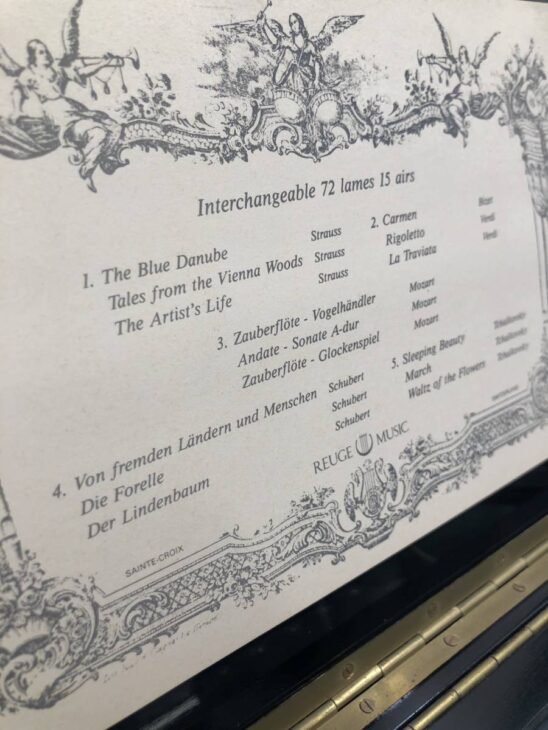 Interchangeable 72 lames 15 airs
1. The Blue Danube Strauss
Tales from the Vienna Woods Strauss
The Artist's Life Strauss
2. Carmen Bizet
Rigoletto Verdi
La Traviata Verdi
3. Zauberflöte - Vogelhändler Mozart
Andate - Sonate A-dur Mozart
Zauberflöte - Glockenspiel Mozart
4. Von fremden Ländern und Menschen Schubert
Die Forelle Schubert
Der Lindenbaum Schubert
5. Sleeping Beauty Tchaikovsky
March Tchaikovsky
Waltz of the Flowers Tchaikovsky
REUGE MUSIC
SAINTE-CROIX